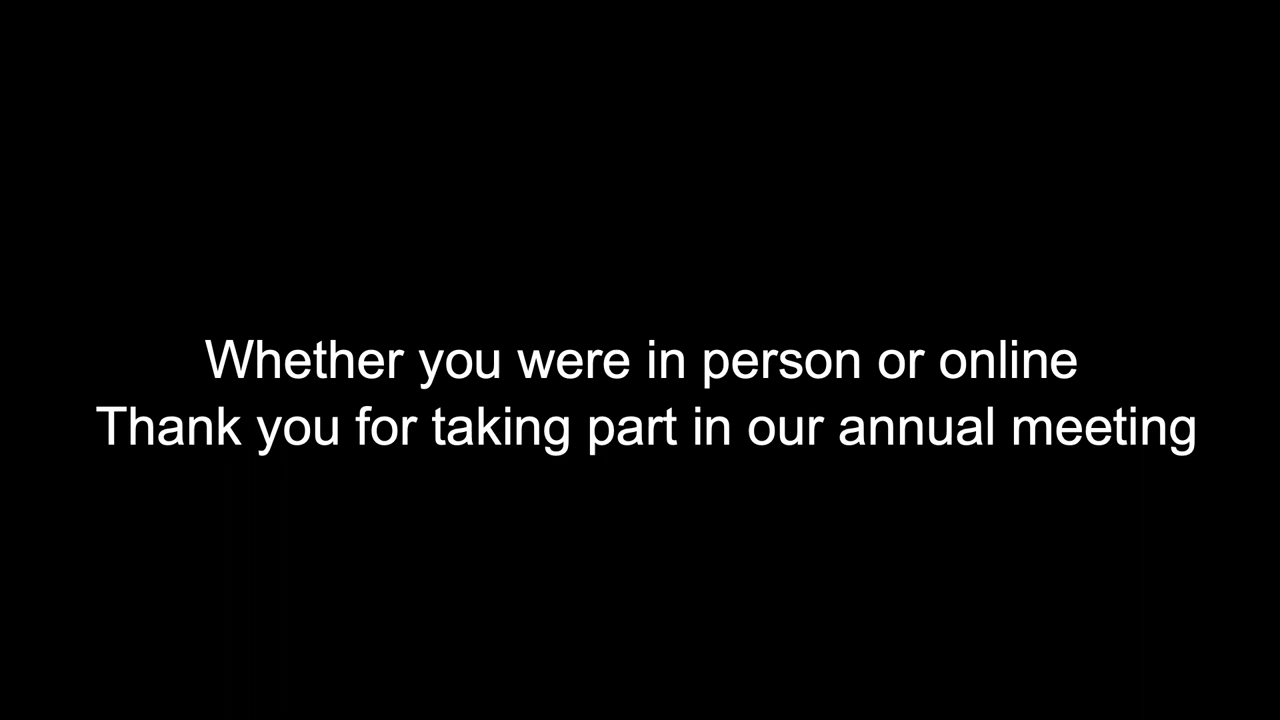 Whether you were in person or online
Thank you for taking part in our annual meeting